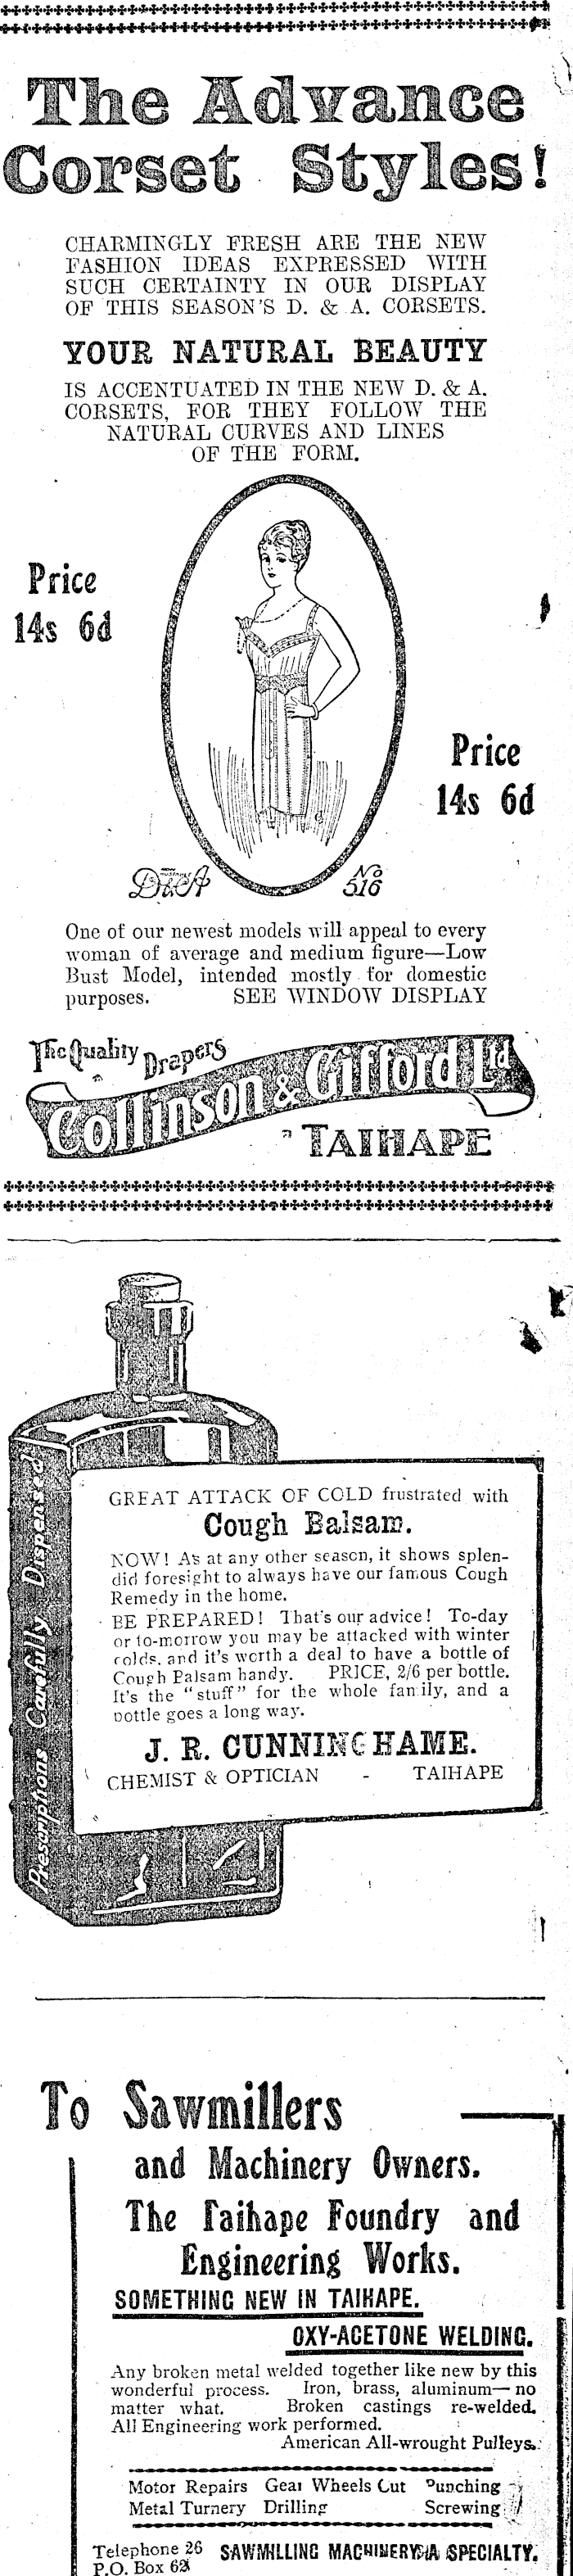 The Advance
Corset Styles!
CHARMINGLY FRESH ARE THE NEW
FASHION IDEAS EXPRESSED WITH
SUCH CERTAINTY IN OUR DISPLAY
OF THIS SEASON'S D. & A. CORSETS.
YOUR NATURAL BEAUTY
IS ACCENTUATED IN THE NEW D. & A.
CORSETS, FOR THEY FOLLOW THE
NATURAL CURVES AND LINES
OF THE FORM.
Price
14s 6d
Price
14s 6d
D&A No 516
One of our newest models will appeal to every
woman of average and medium figure—Low
Bust Model, intended mostly for domestic
purposes. SEE WINDOW DISPLAY
The Quality Drapers
Collinson & Gifford Ltd
TAIHAPE
Prescriptions Carefully Dispensed
GREAT ATTACK OF COLD frustrated with
Cough Balsam.
NOW! As at any other season, it shows splen-
did foresight to always have our famous Cough
Remedy in the home.
BE PREPARED! That's our advice! To-day
or to-morrow you may be attacked with winter
colds, and it's worth a deal to have a bottle of
Cough Balsam handy. PRICE, 2/6 per bottle.
It's the "stuff" for the whole family, and a
bottle goes a long way.
J. R. CUNNINGHAME.
CHEMIST & OPTICIAN - TAIHAPE
To Sawmillers
and Machinery Owners.
The Taihape Foundry and
Engineering Works.
SOMETHING NEW IN TAIHAPE.
OXY-ACETONE WELDING.
Any broken metal welded together like new by this
wonderful process. Iron, brass, aluminum—no
matter what. Broken castings re-welded.
All Engineering work performed.
American All-wrought Pulleys.
Motor Repairs Gear Wheels Cut Punching
Metal Turnery Drilling Screwing
Telephone 26 SAWMILLING MACHINERY A SPECIALTY.
P.O. Box 62